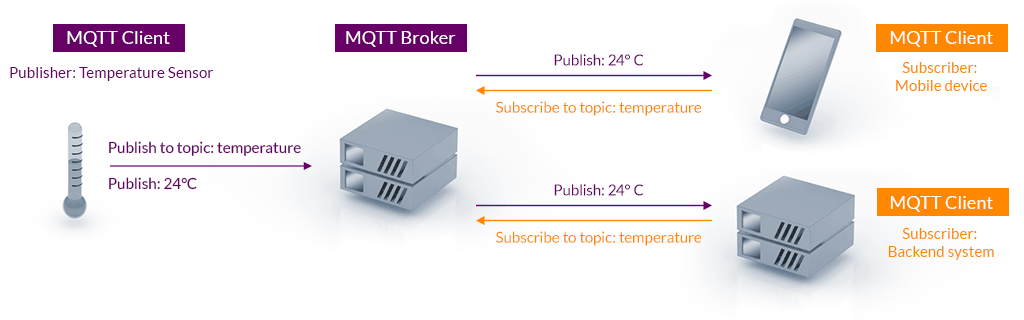 MQTT Client
Publisher: Temperature Sensor
Publish to topic: temperature
Publish: 24°C
MQTT Broker
Publish: 24° C
Subscribe to topic: temperature
MQTT Client
Subscriber:
Mobile device
Publish: 24° C
Subscribe to topic: temperature
MQTT Client
Subscriber:
Backend system